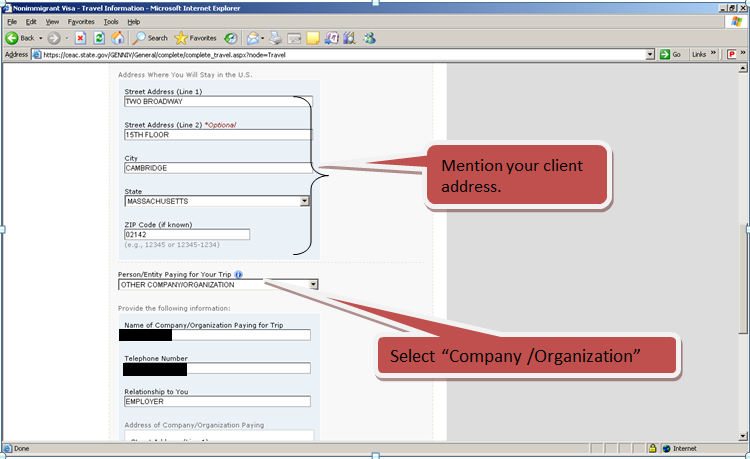 Nonimmigrant Visa - Travel Information - Microsoft Internet Explorer
File Edit View Favorites Tools Help
Back Search Favorites
Address https://ceac.state.gov/GENNIV/General/complete/complete_travel.aspx?node=Travel Go Links »
Address Where You Will Stay in the U.S.
Street Address (Line 1)
TWO BROADWAY
Street Address (Line 2) *Optional
15TH FLOOR
City
CAMBRIDGE
State
MASSACHUSETTS
ZIP Code (if known)
02142
(e.g., 12345 or 12345-1234)
Mention your client
address.
Person/Entity Paying for Your Trip
OTHER COMPANY/ORGANIZATION
Provide the following information:
Name of Company/Organization Paying for Trip
Telephone Number
Select “Company /Organization”
Relationship to You
EMPLOYER
Address of Company/Organization Paying
Done Internet